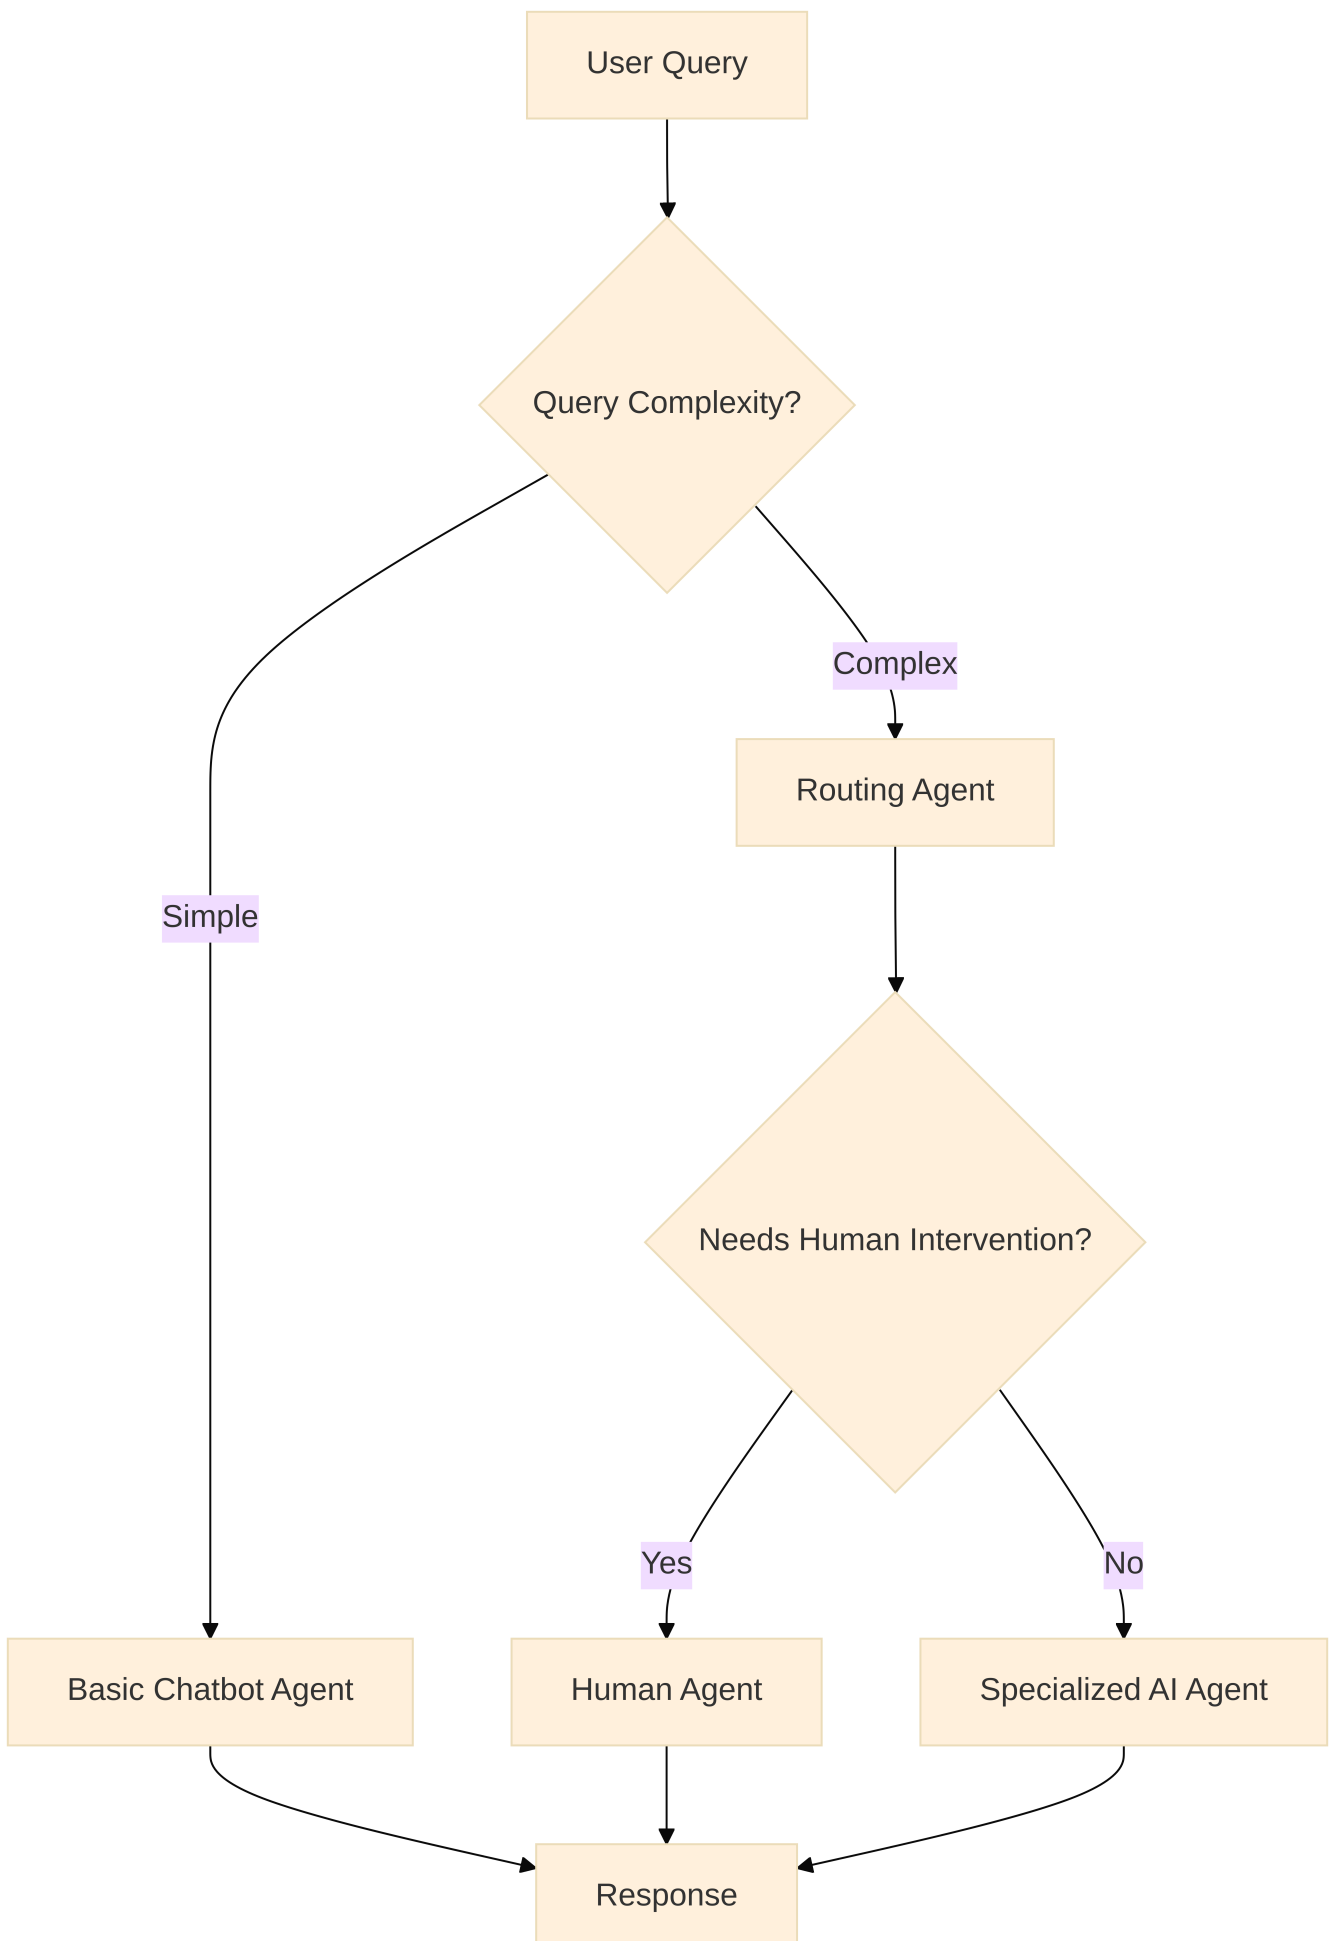 User Query
Query Complexity?
Complex
Routing Agent
Simple
Needs Human Intervention?
Yes
No
Basic Chatbot Agent
Human Agent
Specialized AI Agent
Response